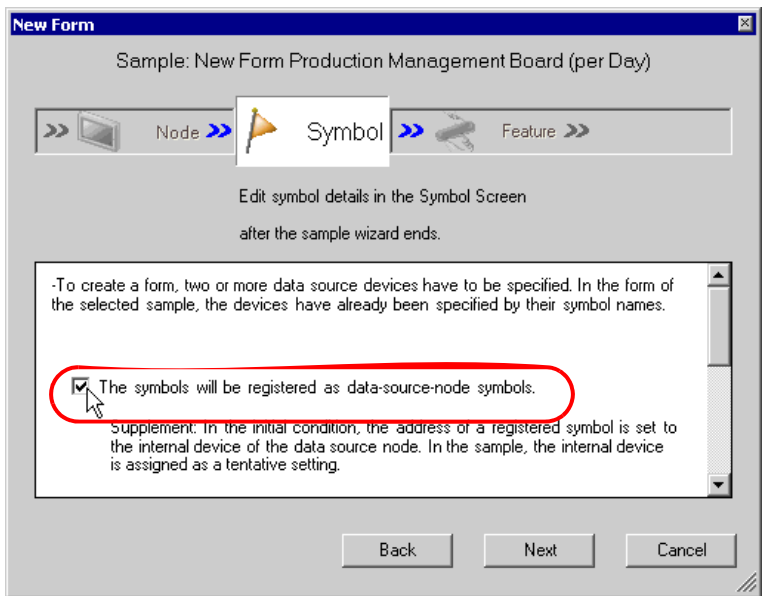 New Form
Sample: New Form Production Management Board (per Day)
Node
Symbol
Feature
Edit symbol details in the Symbol Screen
after the sample wizard ends.
-To create a form, two or more data source devices have to be specified. In the form of
the selected sample, the devices have already been specified by their symbol names.
The symbols will be registered as data-source-node symbols.
Supplement: In the initial condition, the address of a registered symbol is set to
the internal device of the data source node. In the sample, the internal device
is assigned as a tentative setting.
Back
Next
Cancel